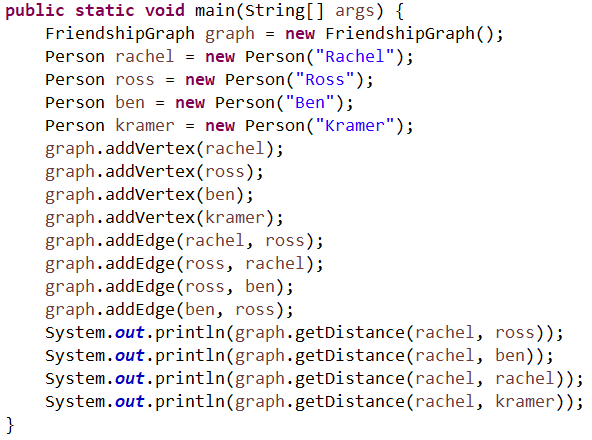 public static void main(String[] args) {
    FriendshipGraph graph = new FriendshipGraph();
    Person rachel = new Person("Rachel");
    Person ross = new Person("Ross");
    Person ben = new Person("Ben");
    Person kramer = new Person("Kramer");
    graph.addVertex(rachel);
    graph.addVertex(ross);
    graph.addVertex(ben);
    graph.addVertex(kramer);
    graph.addEdge(rachel, ross);
    graph.addEdge(ross, rachel);
    graph.addEdge(ross, ben);
    graph.addEdge(ben, ross);
    System.out.println(graph.getDistance(rachel, ross));
    System.out.println(graph.getDistance(rachel, ben));
    System.out.println(graph.getDistance(rachel, rachel));
    System.out.println(graph.getDistance(rachel, kramer));
}